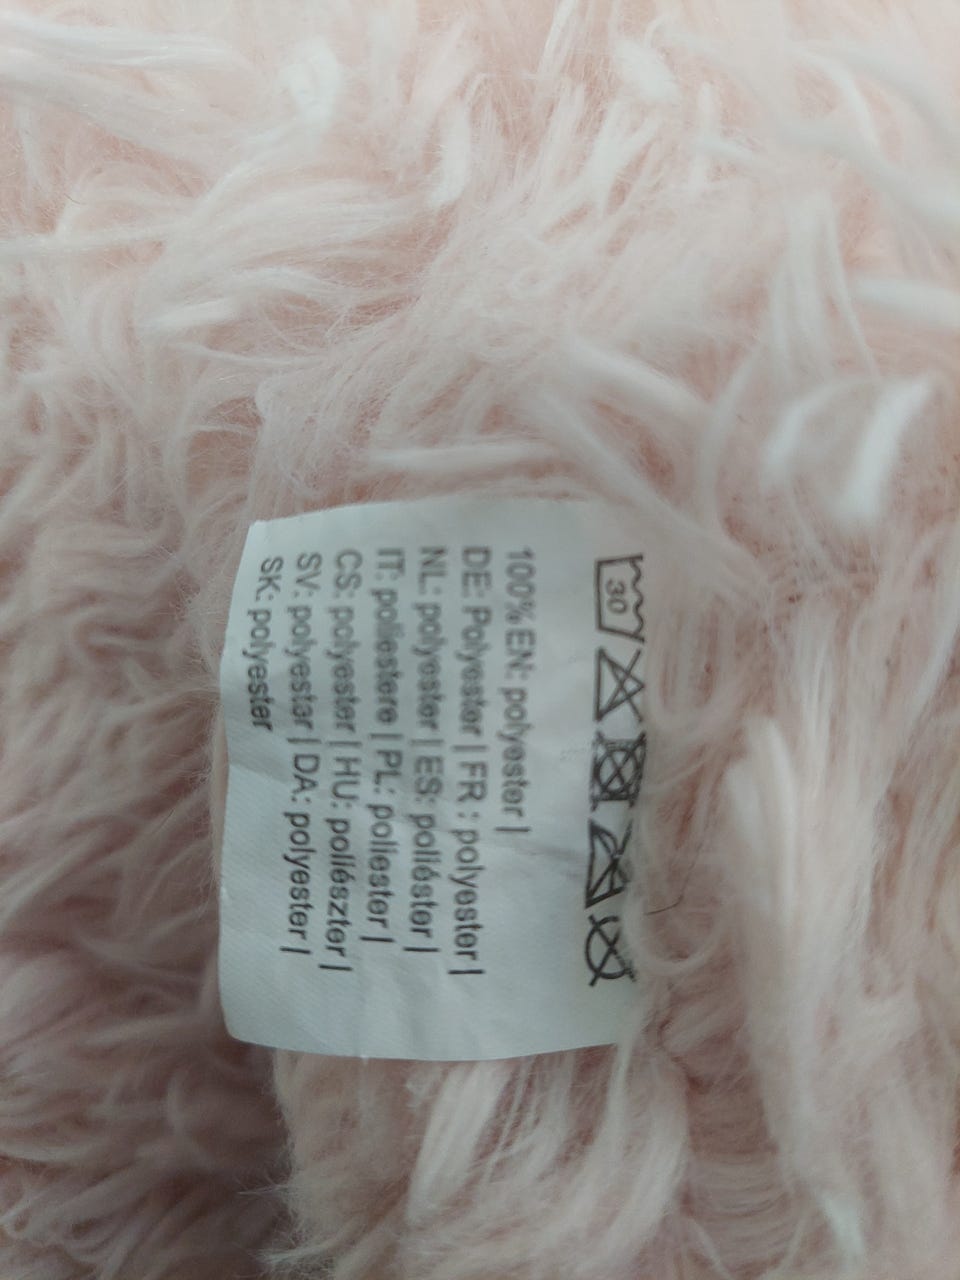 30
100% EN: polyester |
DE: Polyester | FR : polyester |
NL: polyester | ES: poliéster |
IT: poliestere | PL: poliester |
CS: polyester | HU: poliészter |
SV: polyester | DA: polyester |
SK: polyester